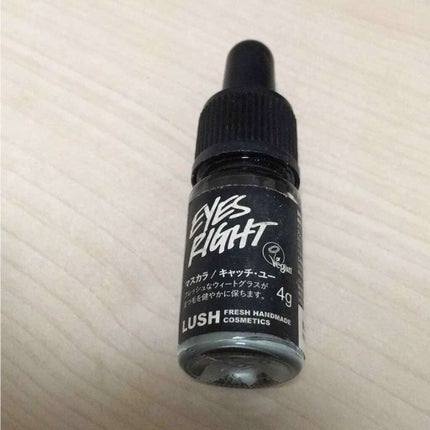 EYES
RIGHT
Vegan
マスカラ / キャッチ・ユー
フレッシュなウィートグラスが
まつ毛を健やかに保ちます。
4g
LUSH FRESH HANDMADE
COSMETICS